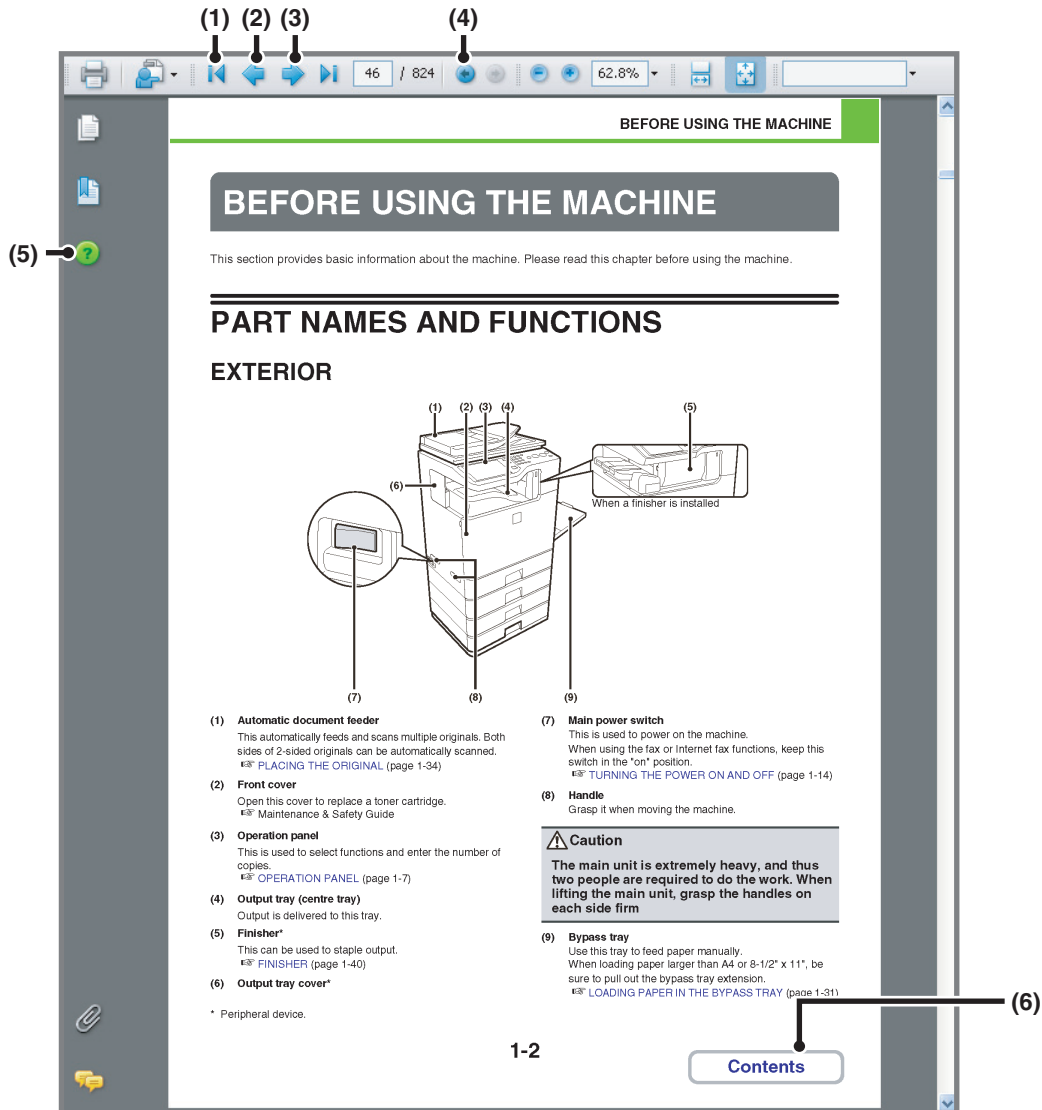 (1) (2) (3) (4)
46 / 824 62.8%
BEFORE USING THE MACHINE
BEFORE USING THE MACHINE
(5)
This section provides basic information about the machine. Please read this chapter before using the machine.
PART NAMES AND FUNCTIONS
EXTERIOR
(1) (2) (3) (4) (5)
(6)
When a finisher is installed
(7) (8) (9)
(1) Automatic document feeder
This automatically feeds and scans multiple originals. Both
sides of 2-sided originals can be automatically scanned.
☞ PLACING THE ORIGINAL (page 1-34)
(2) Front cover
Open this cover to replace a toner cartridge.
☞ Maintenance & Safety Guide
(3) Operation panel
This is used to select functions and enter the number of
copies.
☞ OPERATION PANEL (page 1-7)
(4) Output tray (centre tray)
Output is delivered to this tray.
(5) Finisher*
This can be used to staple output.
☞ FINISHER (page 1-40)
(6) Output tray cover*
* Peripheral device.
(7) Main power switch
This is used to power on the machine.
When using the fax or Internet fax functions, keep this
switch in the "on" position.
☞ TURNING THE POWER ON AND OFF (page 1-14)
(8) Handle
Grasp it when moving the machine.
Caution
The main unit is extremely heavy, and thus
two people are required to do the work. When
lifting the main unit, grasp the handles on
each side firm
(9) Bypass tray
Use this tray to feed paper manually.
When loading paper larger than A4 or 8-1/2" x 11", be
sure to pull out the bypass tray extension.
☞ LOADING PAPER IN THE BYPASS TRAY (page 1-31)
(6)
1-2
Contents